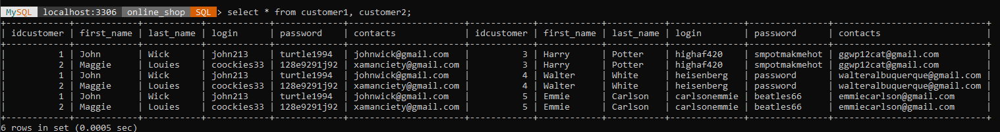 MySQL localhost:3306 online_shop SQL > select * from customer1, customer2;
+------------+------------+-----------+------------+-------------+----------------------+------------+------------+-----------+--------------+--------------+-----------------------------+
| idcustomer | first_name | last_name | login      | password    | contacts             | idcustomer | first_name | last_name | login        | password     | contacts                    |
+------------+------------+-----------+------------+-------------+----------------------+------------+------------+-----------+--------------+--------------+-----------------------------+
|          1 | John       | Wick      | john213    | turtle1994  | johnwick@gmail.com   |          3 | Harry      | Potter    | highaf420    | smpotmakmehot | ggwp12cat@gmail.com         |
|          2 | Maggie     | Louies    | coockies33 | 128e9291j92 | xamanciety@gmail.com |          3 | Harry      | Potter    | highaf420    | smpotmakmehot | ggwp12cat@gmail.com         |
|          1 | John       | Wick      | john213    | turtle1994  | johnwick@gmail.com   |          4 | Walter     | White     | heisenberg   | password     | walteralbuquerque@gmail.com |
|          2 | Maggie     | Louies    | coockies33 | 128e9291j92 | xamanciety@gmail.com |          4 | Walter     | White     | heisenberg   | password     | walteralbuquerque@gmail.com |
|          1 | John       | Wick      | john213    | turtle1994  | johnwick@gmail.com   |          5 | Emmie      | Carlson   | carlsonemmie | beatles66    | emmiecarlson@gmail.com      |
|          2 | Maggie     | Louies    | coockies33 | 128e9291j92 | xamanciety@gmail.com |          5 | Emmie      | Carlson   | carlsonemmie | beatles66    | emmiecarlson@gmail.com      |
+------------+------------+-----------+------------+-------------+----------------------+------------+------------+-----------+--------------+--------------+-----------------------------+
6 rows in set (0.0005 sec)